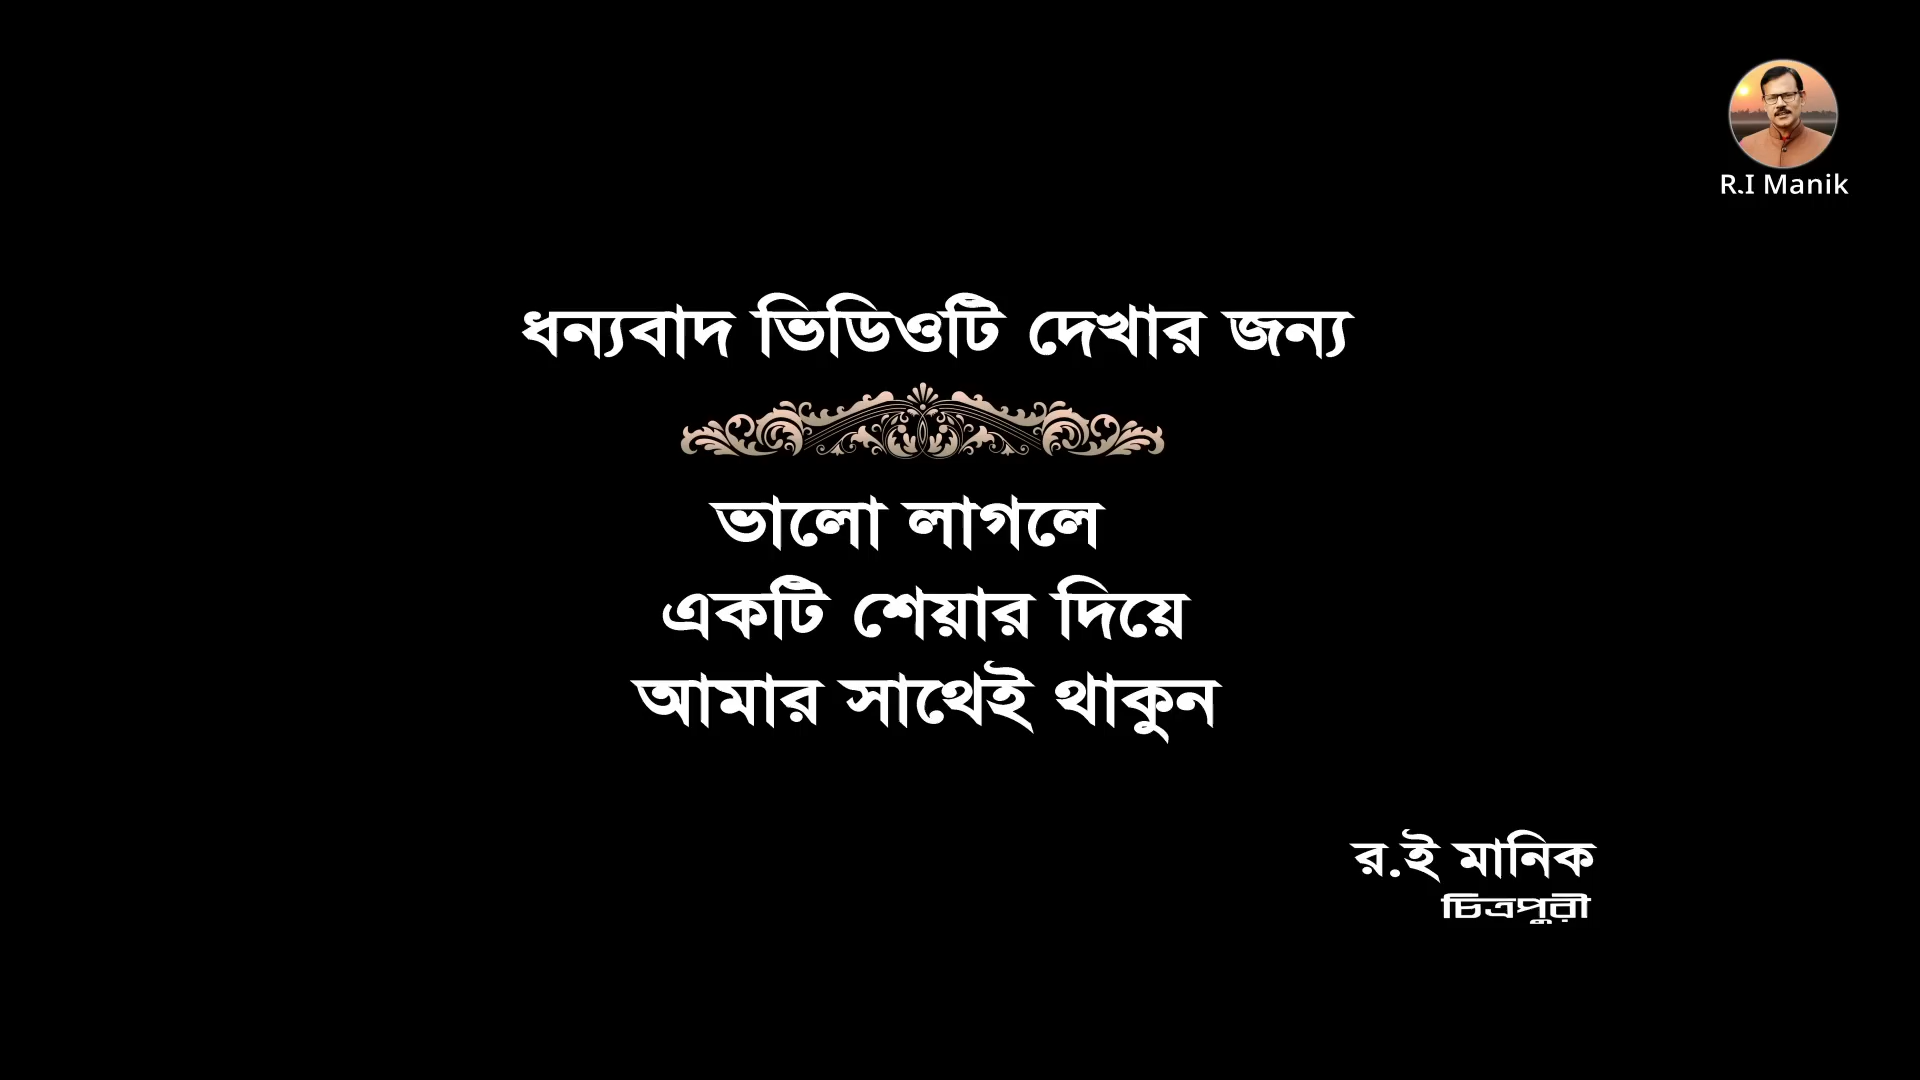 R.I Manik
ধন্যবাদ ভিডিওটি দেখার জন্য
ভালো লাগলে
একটি শেয়ার দিয়ে
আমার সাথেই থাকুন
র.ই মানিক
চিত্রপুরী